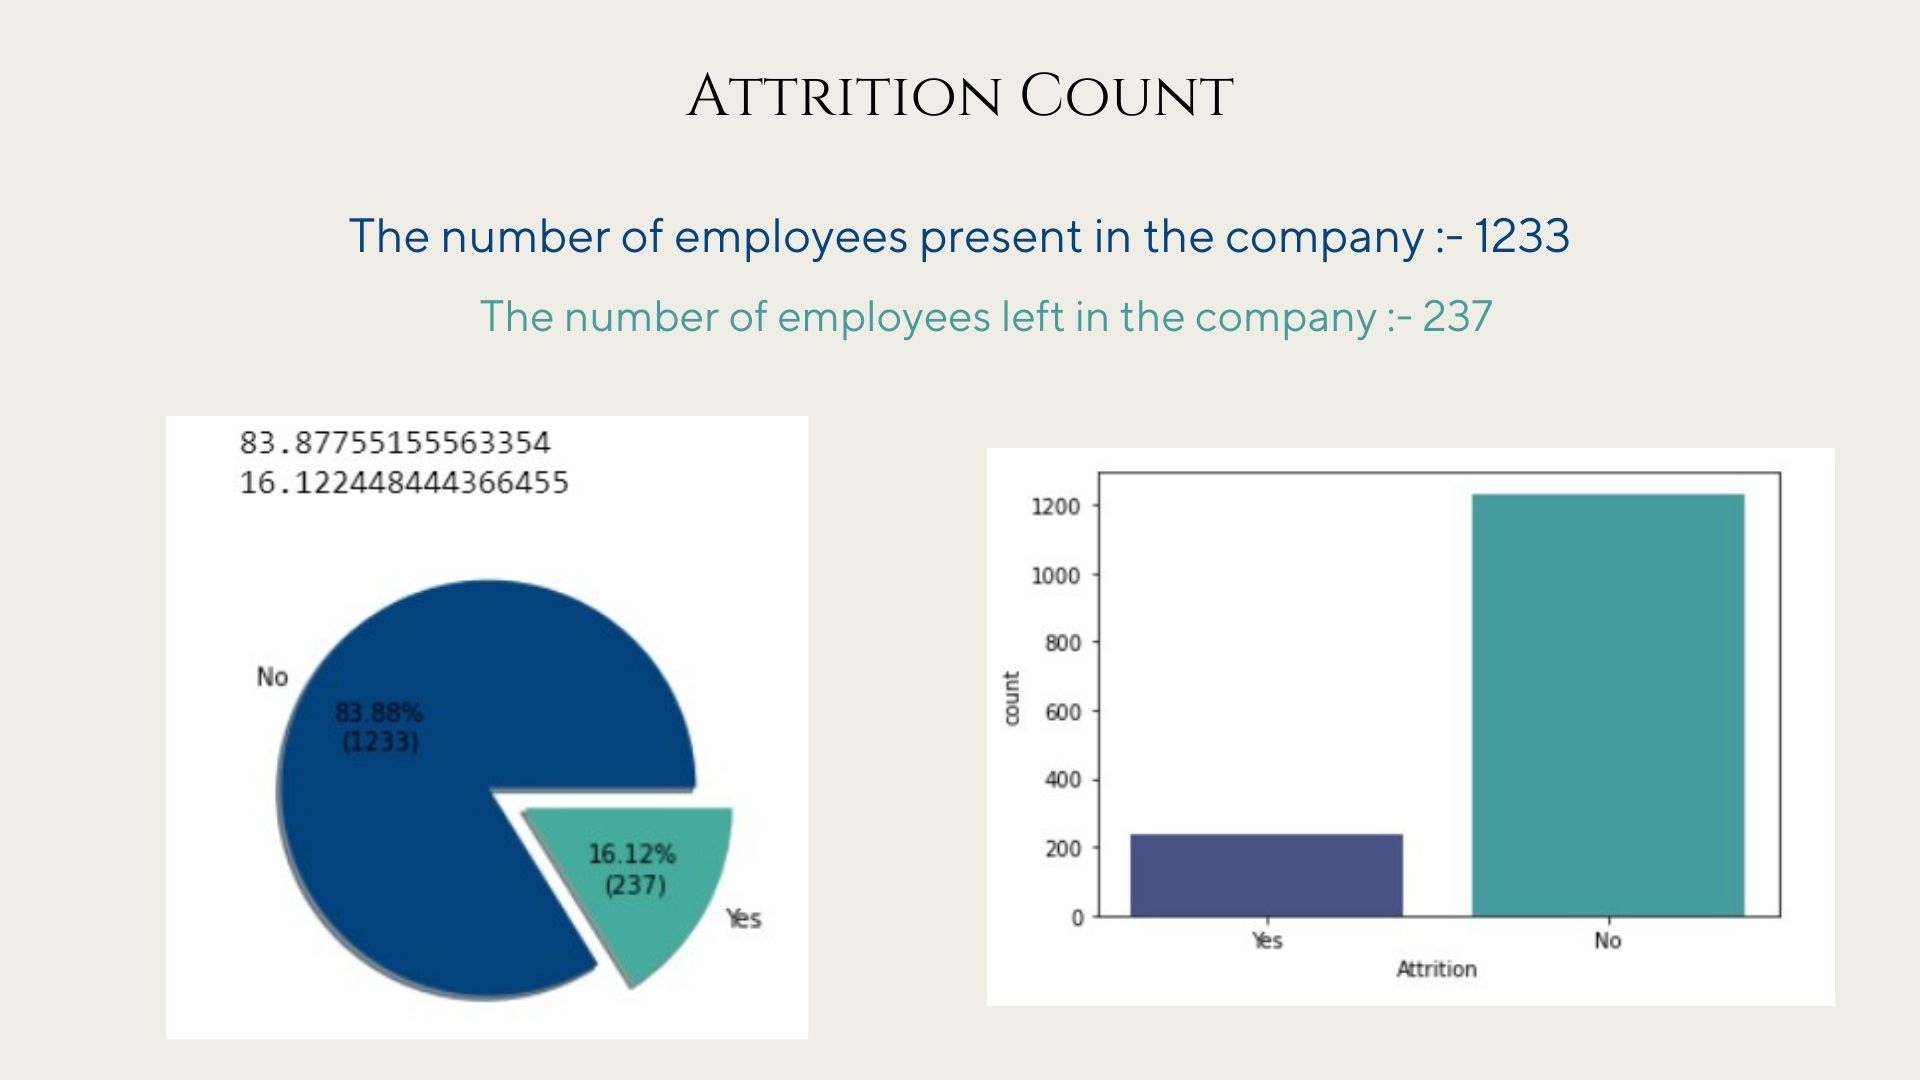 Attrition Count
The number of employees present in the company :- 1233
The number of employees left in the company :- 237
83.87755155563354
16.122448444366455
No
83.88%
(1233)
16.12%
(237)
Yes
1200
1000
800
600
400
200
0
count
Yes No
Attrition